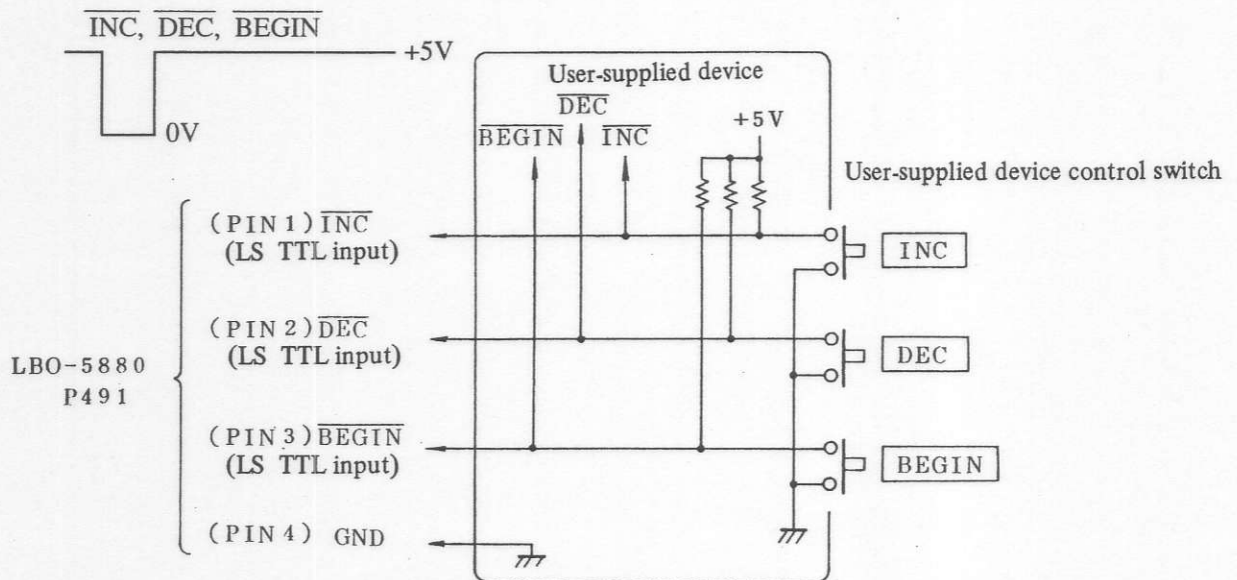 INC, DEC, BEGIN
+5V
0V
User-supplied device
DEC
BEGIN INC
+5V
User-supplied device control switch
(PIN 1) INC
(LS TTL input)
INC
(PIN 2) DEC
(LS TTL input)
DEC
LBO-5880
P491
(PIN 3) BEGIN
(LS TTL input)
BEGIN
(PIN 4) GND